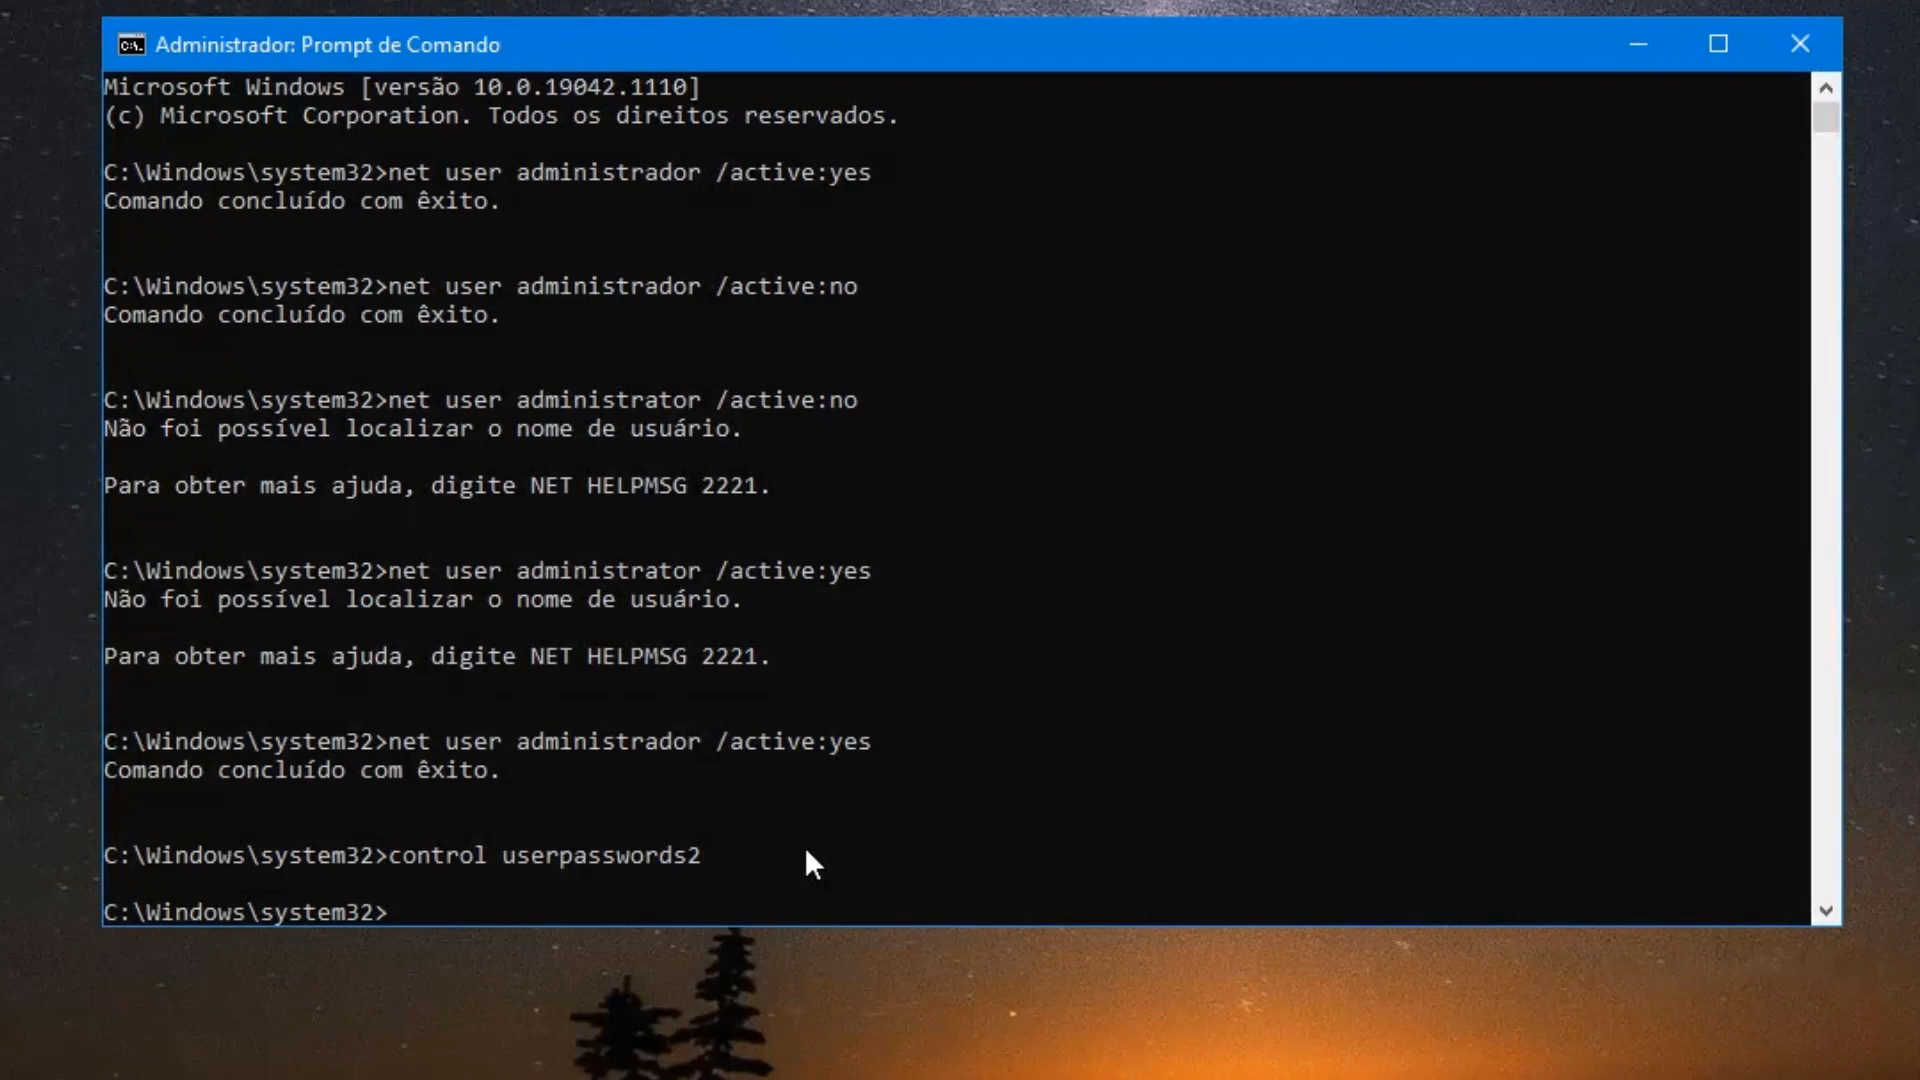 Administrador: Prompt de Comando
Microsoft Windows [versão 10.0.19042.1110]
(c) Microsoft Corporation. Todos os direitos reservados.
C:\Windows\system32>net user administrador /active:yes
Comando concluído com êxito.
C:\Windows\system32>net user administrador /active:no
Comando concluído com êxito.
C:\Windows\system32>net user administrator /active:no
Não foi possível localizar o nome de usuário.
Para obter mais ajuda, digite NET HELPMSG 2221.
C:\Windows\system32>net user administrator /active:yes
Não foi possível localizar o nome de usuário.
Para obter mais ajuda, digite NET HELPMSG 2221.
C:\Windows\system32>net user administrador /active:yes
Comando concluído com êxito.
C:\Windows\system32>control userpasswords2
C:\Windows\system32>